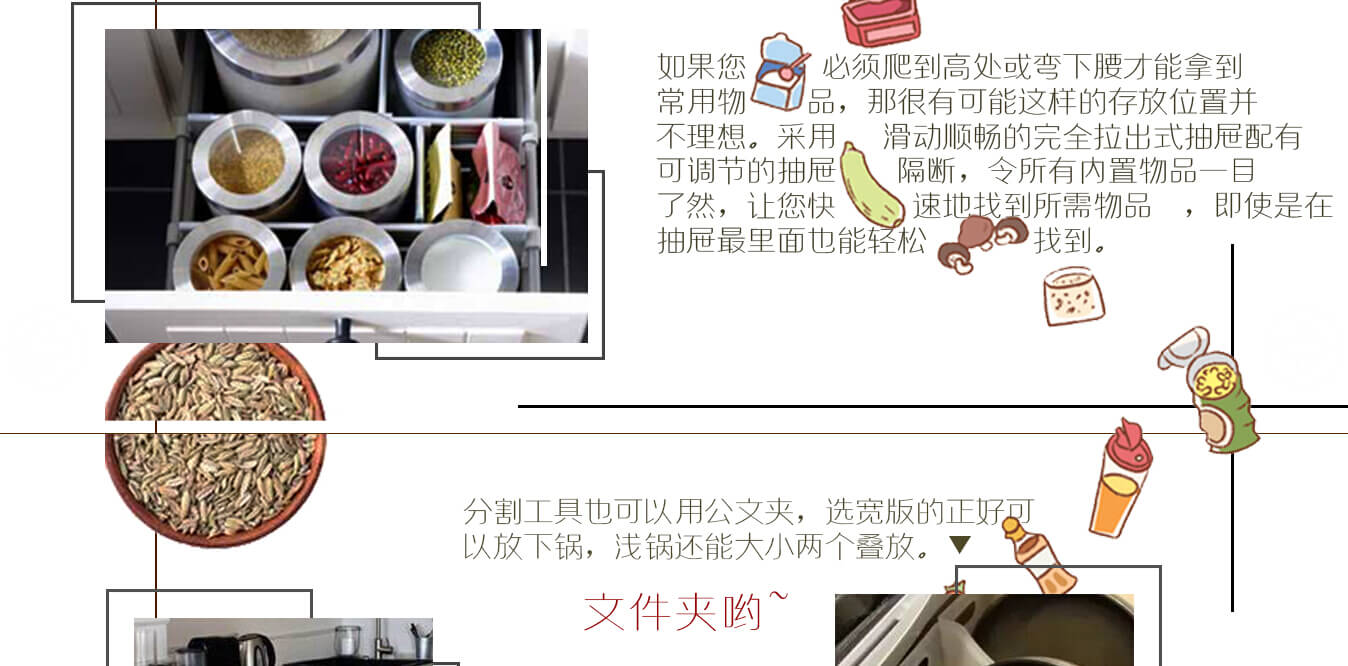 如果您 必须爬到高处或弯下腰才能拿到
常用物 品，那很有可能这样的存放位置并
不理想。采用 滑动顺畅的完全拉出式抽屉配有
可调节的抽屉 隔断，令所有内置物品一目
了然，让您快 速地找到所需物品 ，即使是在
抽屉最里面也能轻松 找到。
分割工具也可以用公文夹，选宽版的正好可
以放下锅，浅锅还能大小两个叠放。▼
文件夹哟~